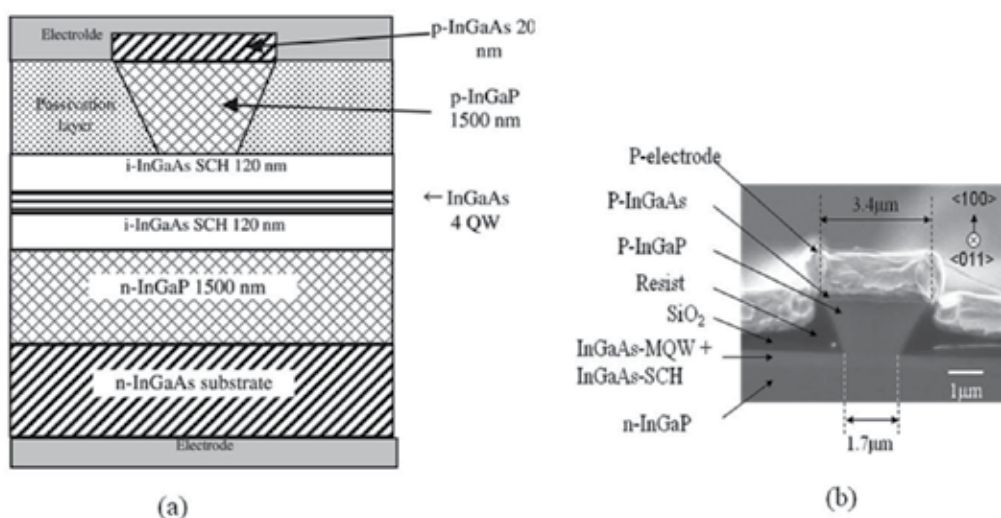 Electrolde
p-InGaAs 20
nm
Passivation
layer
p-InGaP
1500 nm
i-InGaAs SCH 120 nm
← InGaAs
4 QW
i-InGaAs SCH 120 nm
n-InGaP 1500 nm
n-InGaAs substrate
Electrode
(a)
P-electrode
P-InGaAs
P-InGaP
Resist
SiO₂
InGaAs-MQW +
InGaAs-SCH
n-InGaP
3.4μm
<100>
<011>
1μm
1.7μm
(b)